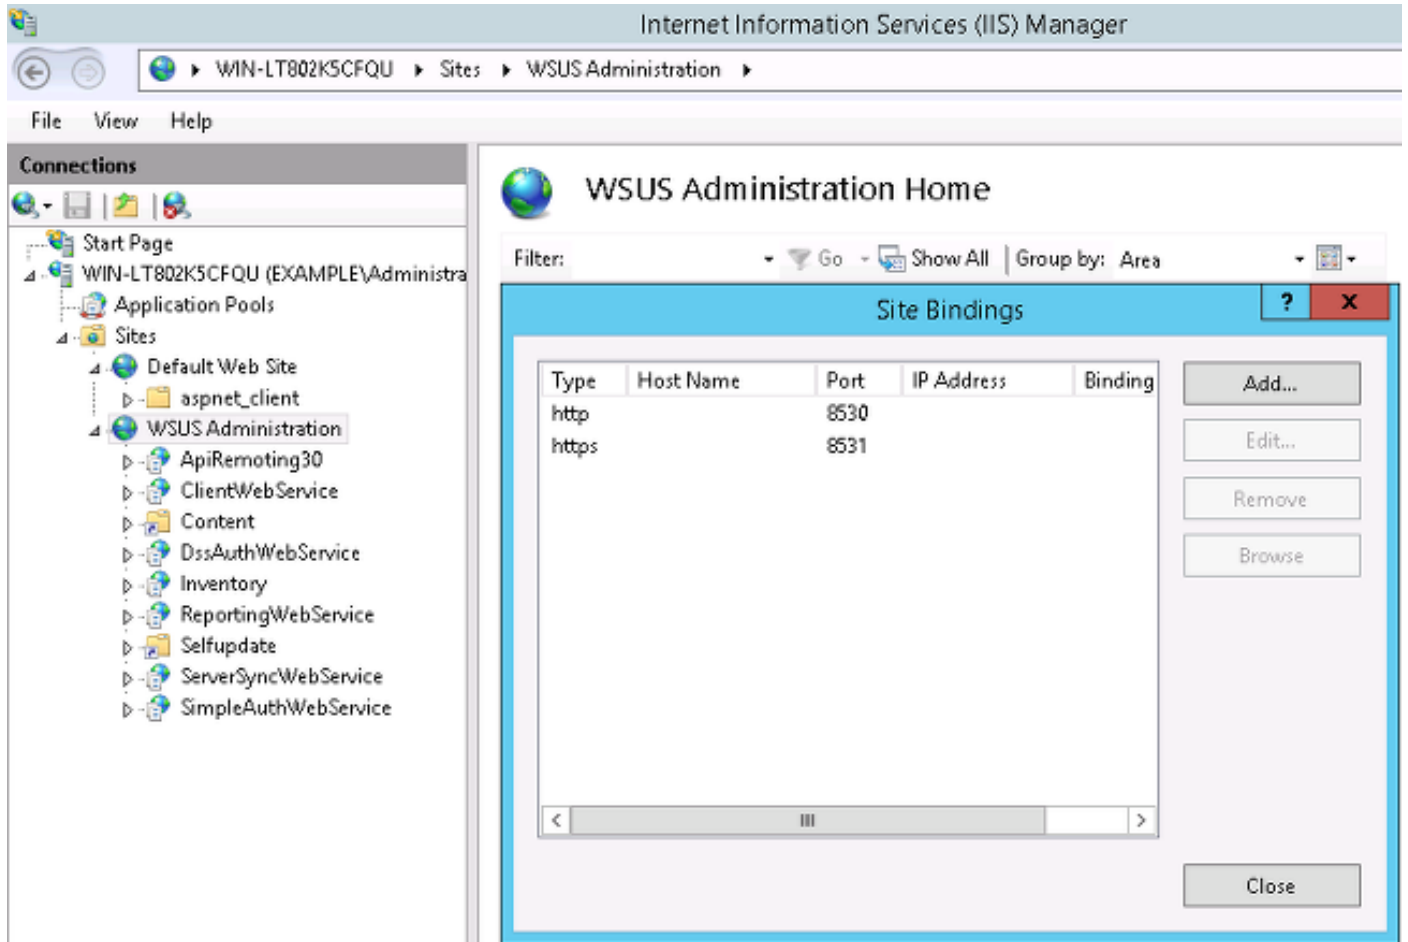 Internet Information Services (IIS) Manager
WIN-LT802K5CFQU Sites WSUS Administration
File View Help
Connections
Start Page
WIN-LT802K5CFQU (EXAMPLE\Administra
Application Pools
Sites
Default Web Site
aspnet_client
WSUS Administration
ApiRemoting30
ClientWebService
Content
DssAuthWebService
Inventory
ReportingWebService
Selfupdate
ServerSyncWebService
SimpleAuthWebService
WSUS Administration Home
Filter: Go Show All Group by: Area
Site Bindings ? X
Type Host Name Port IP Address Binding
http 8530
https 8531
Add...
Edit...
Remove
Browse
Close